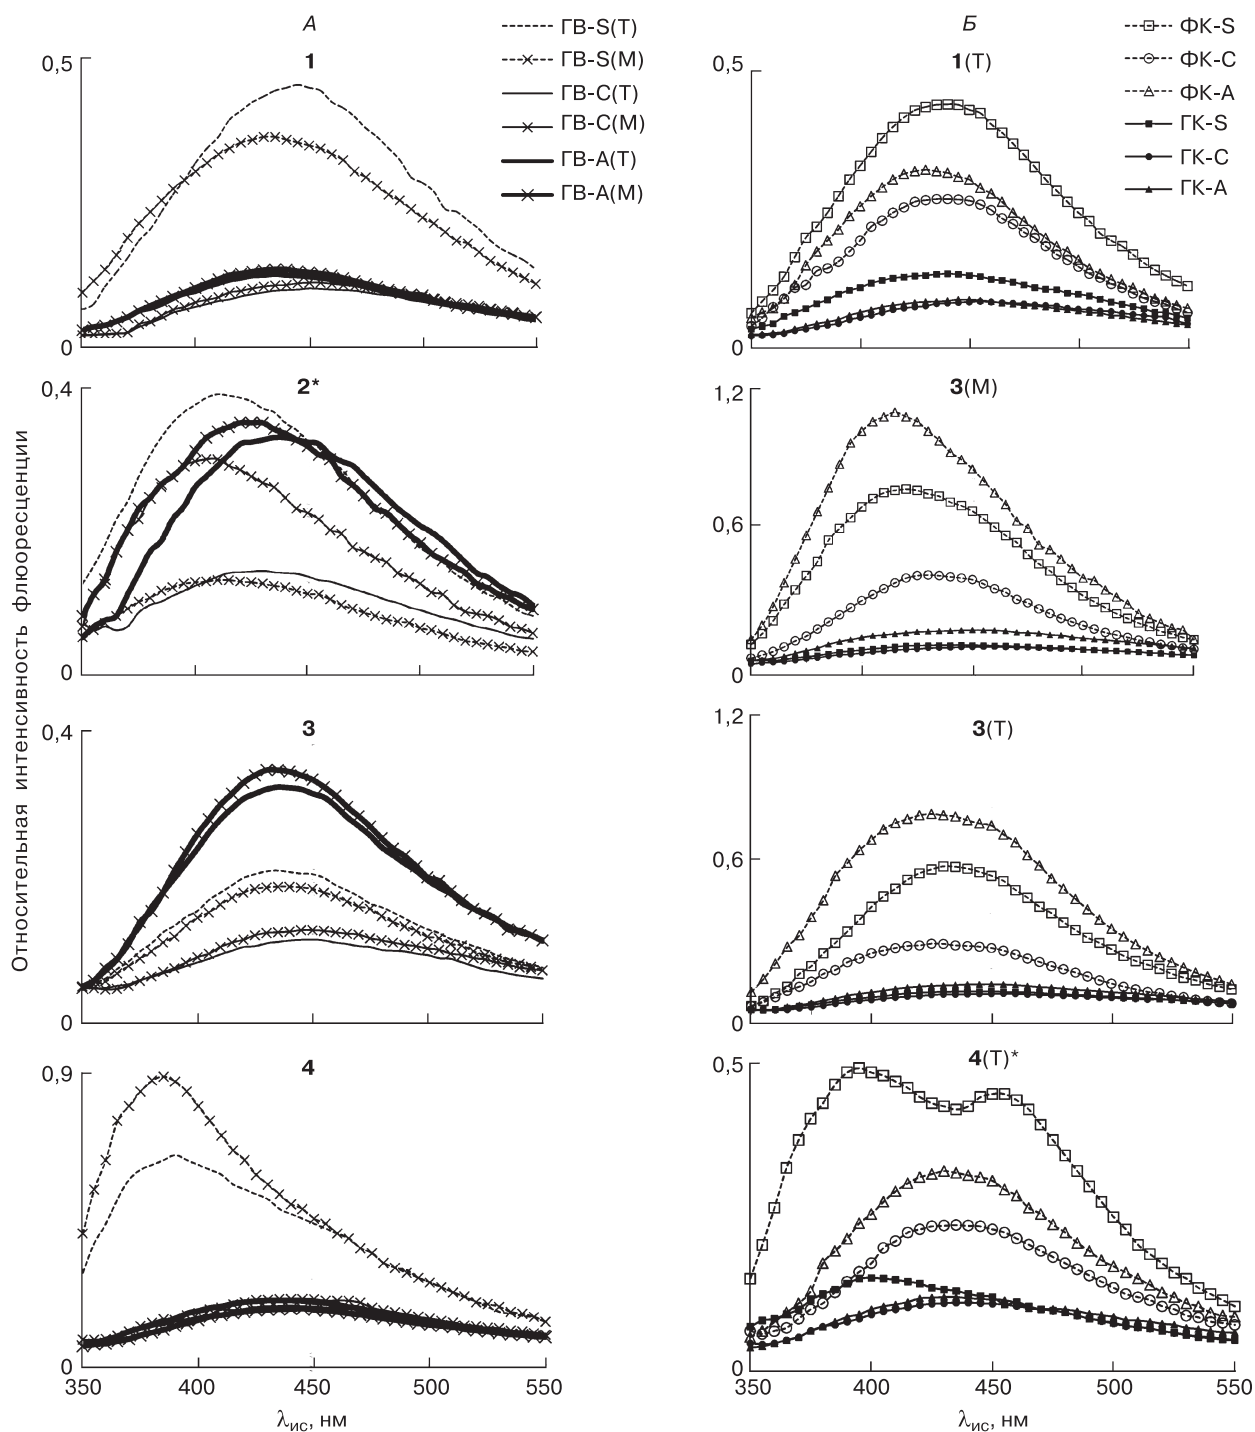 А
ГВ-S(Т)
ГВ-S(М)
ГВ-С(Т)
ГВ-С(М)
ГВ-А(Т)
ГВ-А(М)
Б
ФК-S
ФК-С
ФК-А
ГК-S
ГК-С
ГК-А
Относительная интенсивность флюоресценции
1
0,5
0
2*
0,4
0
3
0,4
0
4
0,9
0
350 400 450 500 550
λис, нм
1(Т)
0,5
0
3(М)
1,2
0,6
0
3(Т)
1,2
0,6
0
4(Т)*
0,5
0
350 400 450 500 550
λис, нм